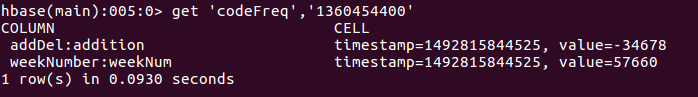 hbase(main):005:0> get 'codeFreq','1360454400'
COLUMN CELL
addDel:addition timestamp=1492815844525, value=-34678
weekNumber:weekNum timestamp=1492815844525, value=57660
1 row(s) in 0.0930 seconds